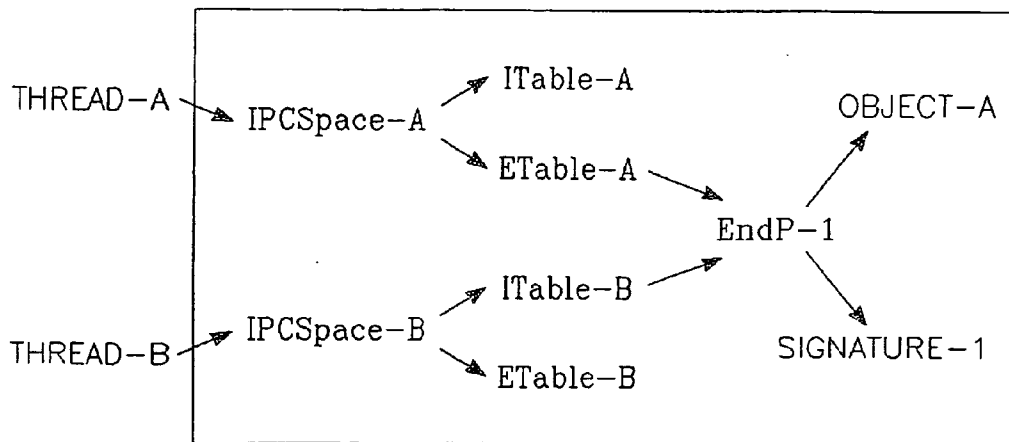 THREAD-A
IPCSpace-A
ITable-A
ETable-A
OBJECT-A
EndP-1
THREAD-B
IPCSpace-B
ITable-B
ETable-B
SIGNATURE-1